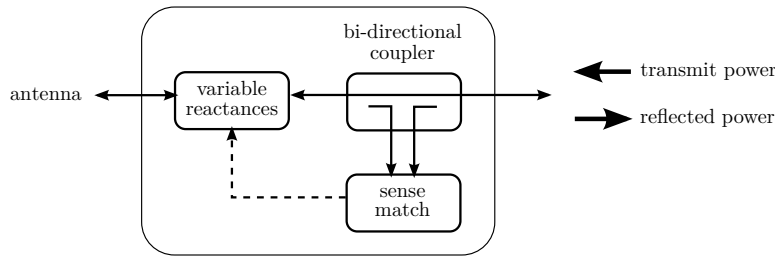 bi-directional
coupler
antenna
variable
reactances
transmit power
reflected power
sense
match